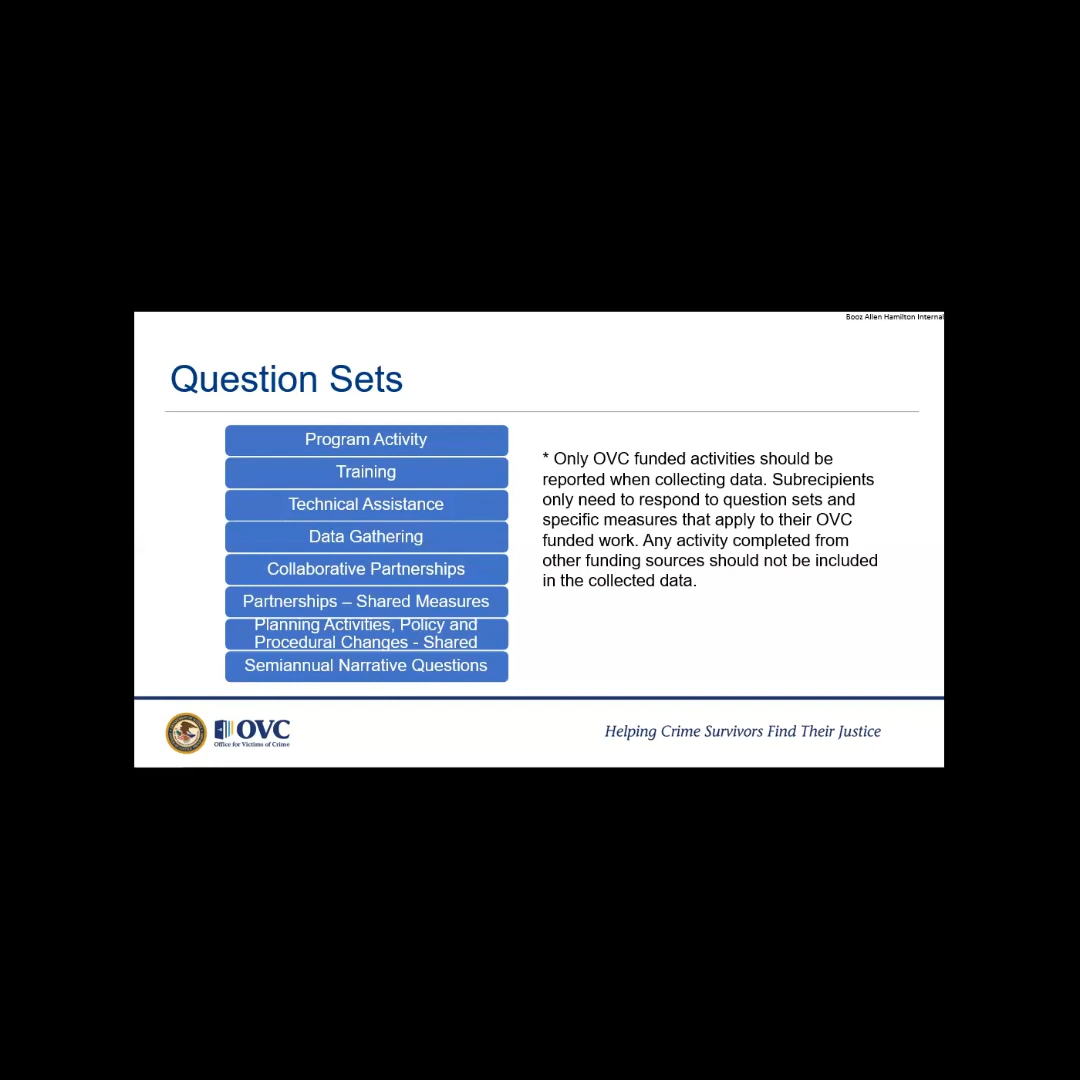 Booz Allen Hamilton Internal
Question Sets
Program Activity
Training
Technical Assistance
Data Gathering
Collaborative Partnerships
Partnerships – Shared Measures
Planning Activities, Policy and
Procedural Changes - Shared
Semiannual Narrative Questions
* Only OVC funded activities should be
reported when collecting data. Subrecipients
only need to respond to question sets and
specific measures that apply to their OVC
funded work. Any activity completed from
other funding sources should not be included
in the collected data.
OVC
Office for Victims of Crime
Helping Crime Survivors Find Their Justice